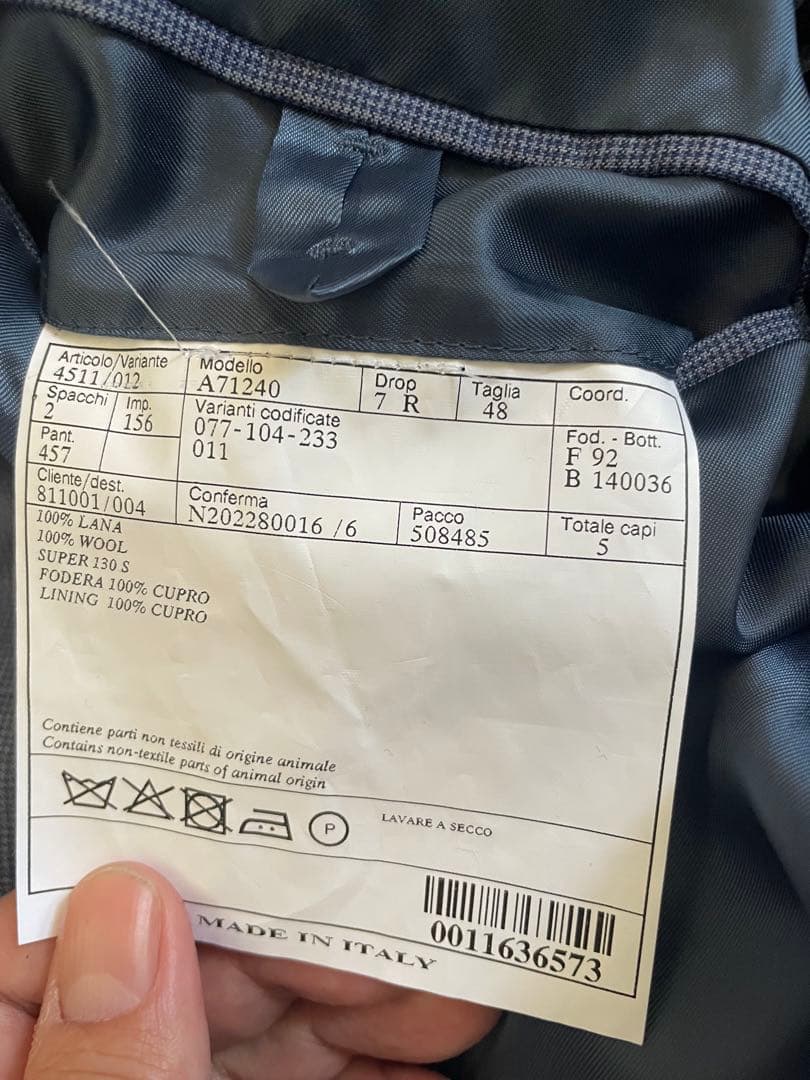 Articolo/Variante Modello Drop Taglia Coord.
4511/012 A71240 7 R 48
Spacchi Imp. Varianti codificate Fod. - Bott.
2 156 077-104-233 F 92
Pant. 011 B 140036
457
Cliente/dest. Conferma Pacco Totale capi
811001/004 N202280016 /6 508485 5
100% LANA
100% WOOL
SUPER 130 S
FODERA 100% CUPRO
LINING 100% CUPRO
Contiene parti non tessili di origine animale
Contains non-textile parts of animal origin
P LAVARE A SECCO
MADE IN ITALY
0011636573